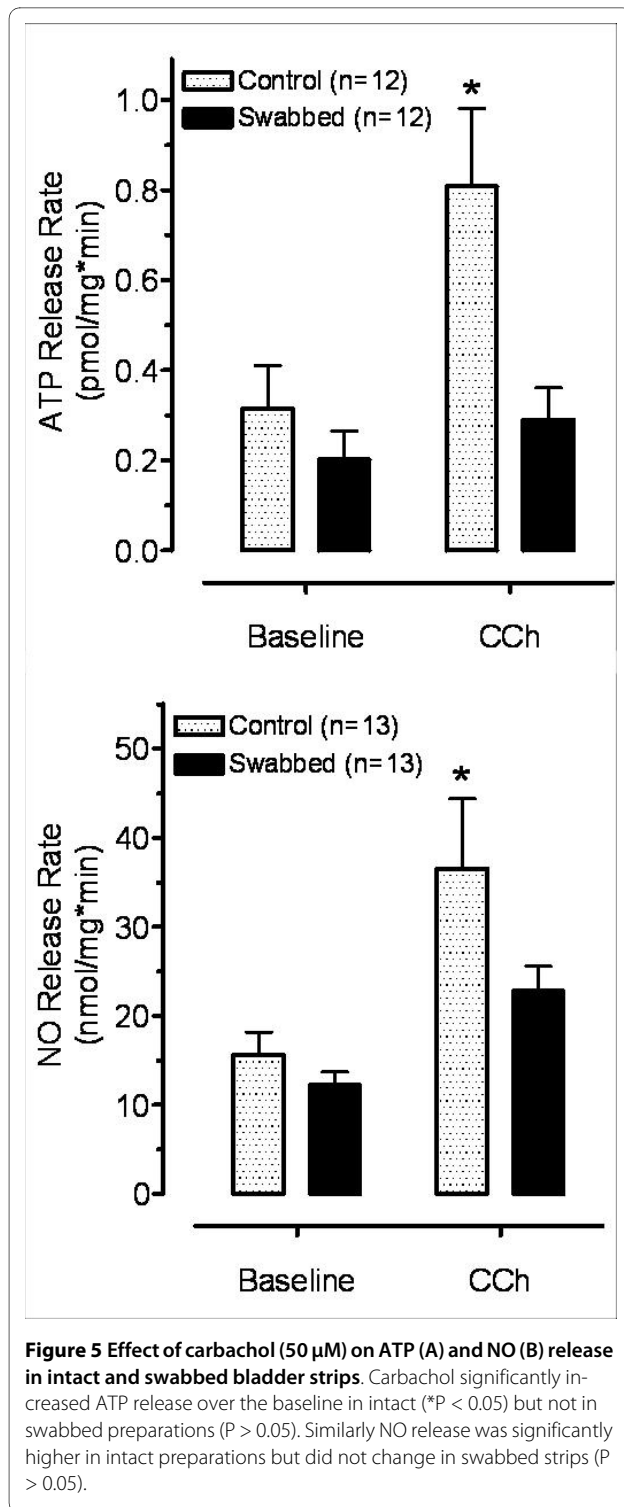 Control (n=12)
Swabbed (n=12)
*
1.0
0.8
0.6
0.4
0.2
0.0
ATP Release Rate
(pmol/mg*min)
Baseline CCh
Control (n=13)
Swabbed (n=13)
*
50
40
30
20
10
0
NO Release Rate
(nmol/mg*min)
Baseline CCh
Figure 5 Effect of carbachol (50 μM) on ATP (A) and NO (B) release
in intact and swabbed bladder strips. Carbachol significantly in-
creased ATP release over the baseline in intact (*P < 0.05) but not in
swabbed preparations (P > 0.05). Similarly NO release was significantly
higher in intact preparations but did not change in swabbed strips (P
> 0.05).